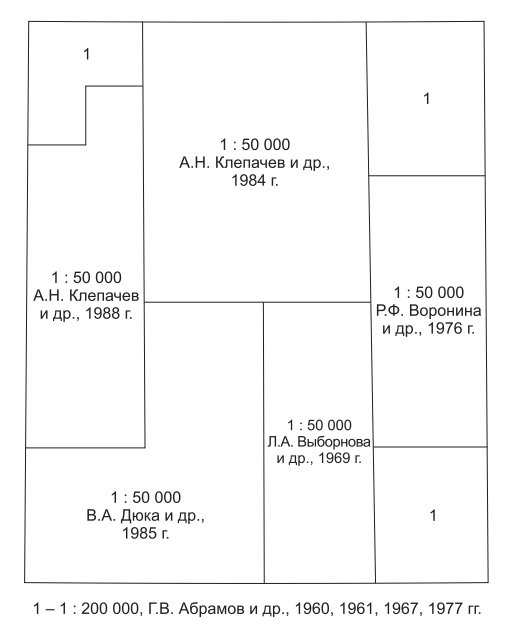 1
1
1 : 50 000
А.Н. Клепачев и др.,
1984 г.
1 : 50 000
А.Н. Клепачев
и др., 1988 г.
1 : 50 000
Р.Ф. Воронина
и др., 1976 г.
1 : 50 000
Л.А. Выборнова
и др., 1969 г.
1 : 50 000
В.А. Дюка и др.,
1985 г.
1
1 – 1 : 200 000, Г.В. Абрамов и др., 1960, 1961, 1967, 1977 гг.